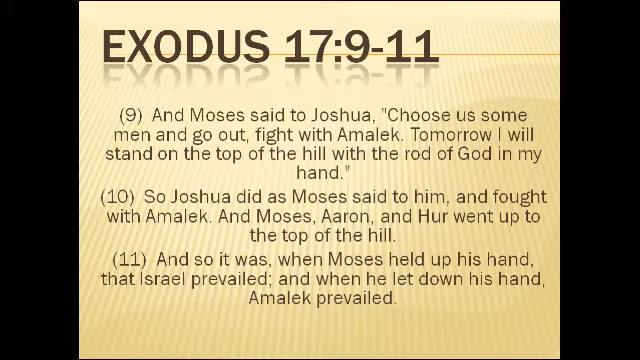 EXODUS 17:9-11
(9) And Moses said to Joshua, "Choose us some
men and go out, fight with Amalek. Tomorrow I will
stand on the top of the hill with the rod of God in my
hand."
(10) So Joshua did as Moses said to him, and fought
with Amalek. And Moses, Aaron, and Hur went up to
the top of the hill.
(11) And so it was, when Moses held up his hand,
that Israel prevailed; and when he let down his hand,
Amalek prevailed.